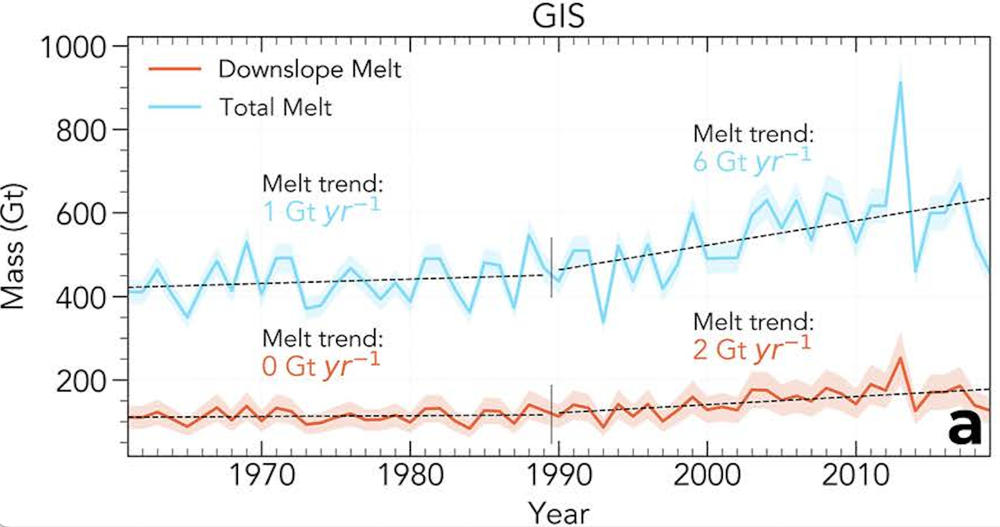 GIS
1000
800
600
400
200
Mass (Gt)
Downslope Melt
Total Melt
Melt trend:
1 Gt yr⁻¹
Melt trend:
6 Gt yr⁻¹
Melt trend:
0 Gt yr⁻¹
Melt trend:
2 Gt yr⁻¹
a
1970 1980 1990 2000 2010
Year